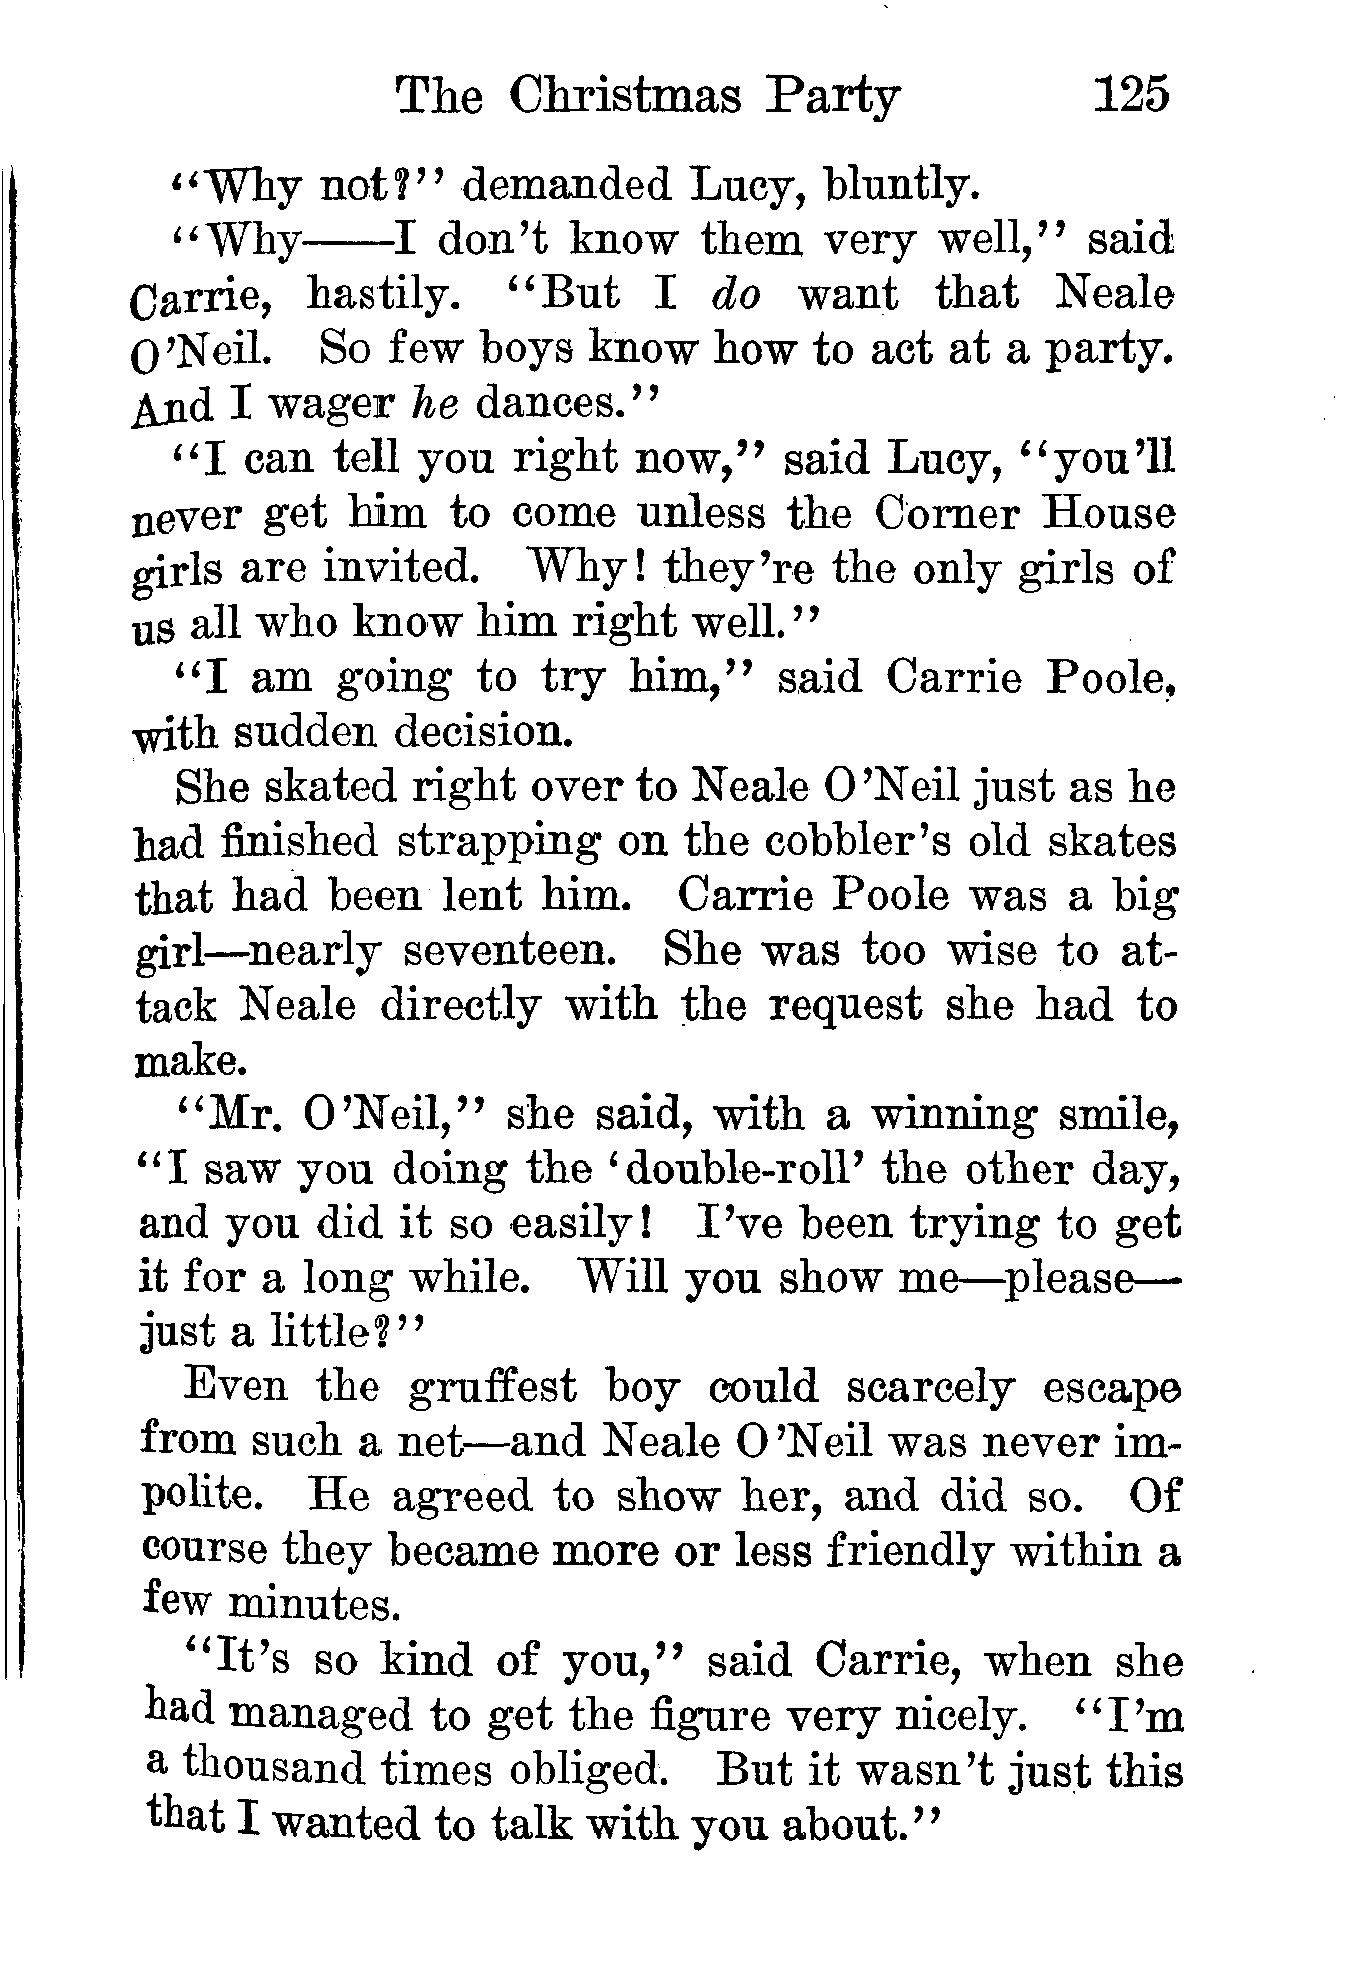 The Christmas Party 125
“Why not?” demanded Lucy, bluntly.
“Why——I don’t know them very well,” said
Carrie, hastily. “But I do want that Neale
O’Neil. So few boys know how to act at a party.
And I wager he dances.”
“I can tell you right now,” said Lucy, “you’ll
never get him to come unless the Corner House
girls are invited. Why! they’re the only girls of
us all who know him right well.”
“I am going to try him,” said Carrie Poole,
with sudden decision.
She skated right over to Neale O’Neil just as he
had finished strapping on the cobbler’s old skates
that had been lent him. Carrie Poole was a big
girl—nearly seventeen. She was too wise to at-
tack Neale directly with the request she had to
make.
“Mr. O’Neil,” she said, with a winning smile,
“I saw you doing the ‘double-roll’ the other day,
and you did it so easily! I’ve been trying to get
it for a long while. Will you show me—please—
just a little?”
Even the gruffest boy could scarcely escape
from such a net—and Neale O’Neil was never im-
polite. He agreed to show her, and did so. Of
course they became more or less friendly within a
few minutes.
“It’s so kind of you,” said Carrie, when she
had managed to get the figure very nicely. “I’m
a thousand times obliged. But it wasn’t just this
that I wanted to talk with you about.”